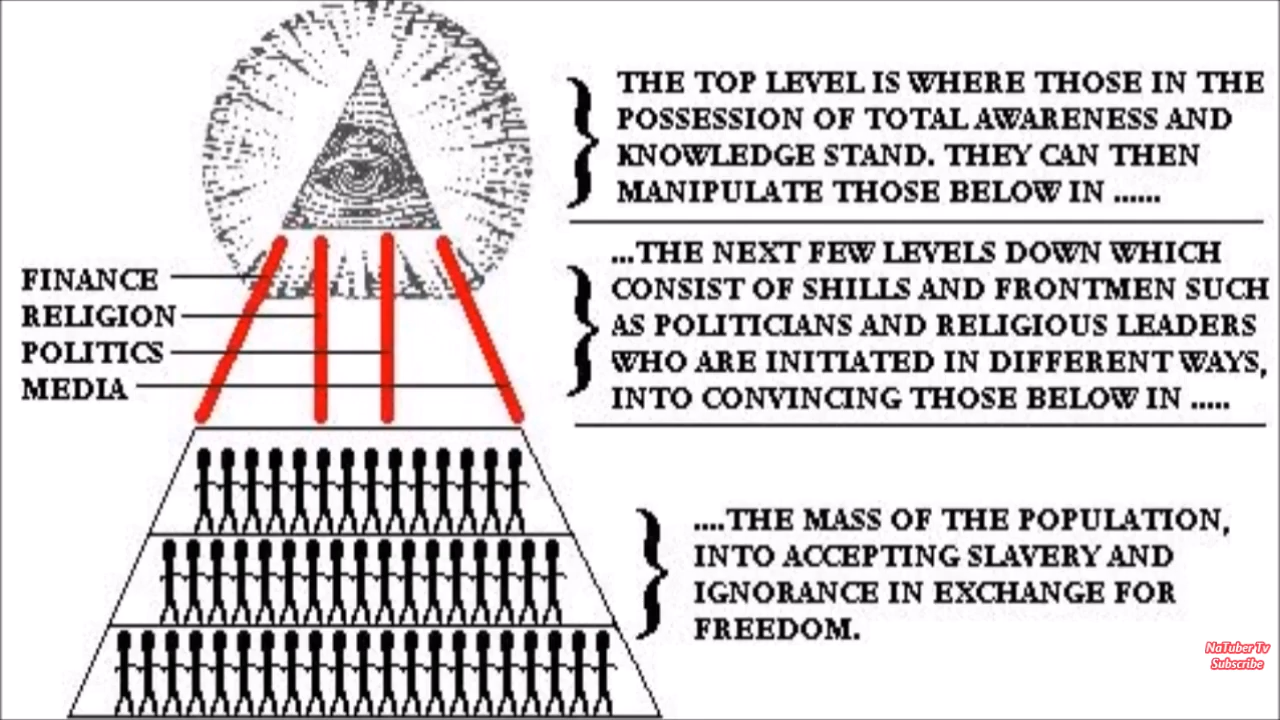 THE TOP LEVEL IS WHERE THOSE IN THE
POSSESSION OF TOTAL AWARENESS AND
KNOWLEDGE STAND. THEY CAN THEN
MANIPULATE THOSE BELOW IN ......
...THE NEXT FEW LEVELS DOWN WHICH
CONSIST OF SHILLS AND FRONTMEN SUCH
AS POLITICIANS AND RELIGIOUS LEADERS
WHO ARE INITIATED IN DIFFERENT WAYS,
INTO CONVINCING THOSE BELOW IN .....
FINANCE
RELIGION
POLITICS
MEDIA
....THE MASS OF THE POPULATION,
INTO ACCEPTING SLAVERY AND
IGNORANCE IN EXCHANGE FOR
FREEDOM.
NaTuber Tv
Subscribe